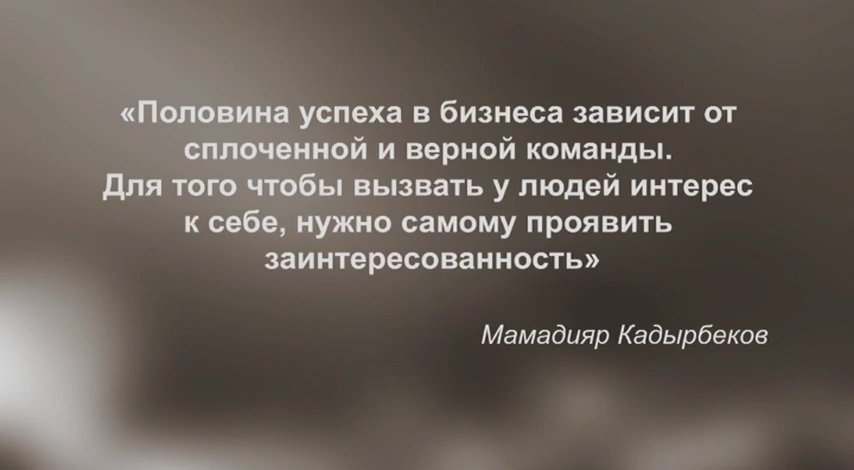 «Половина успеха в бизнеса зависит от
сплоченной и верной команды.
Для того чтобы вызвать у людей интерес
к себе, нужно самому проявить
заинтересованность»
Мамадияр Кадырбеков